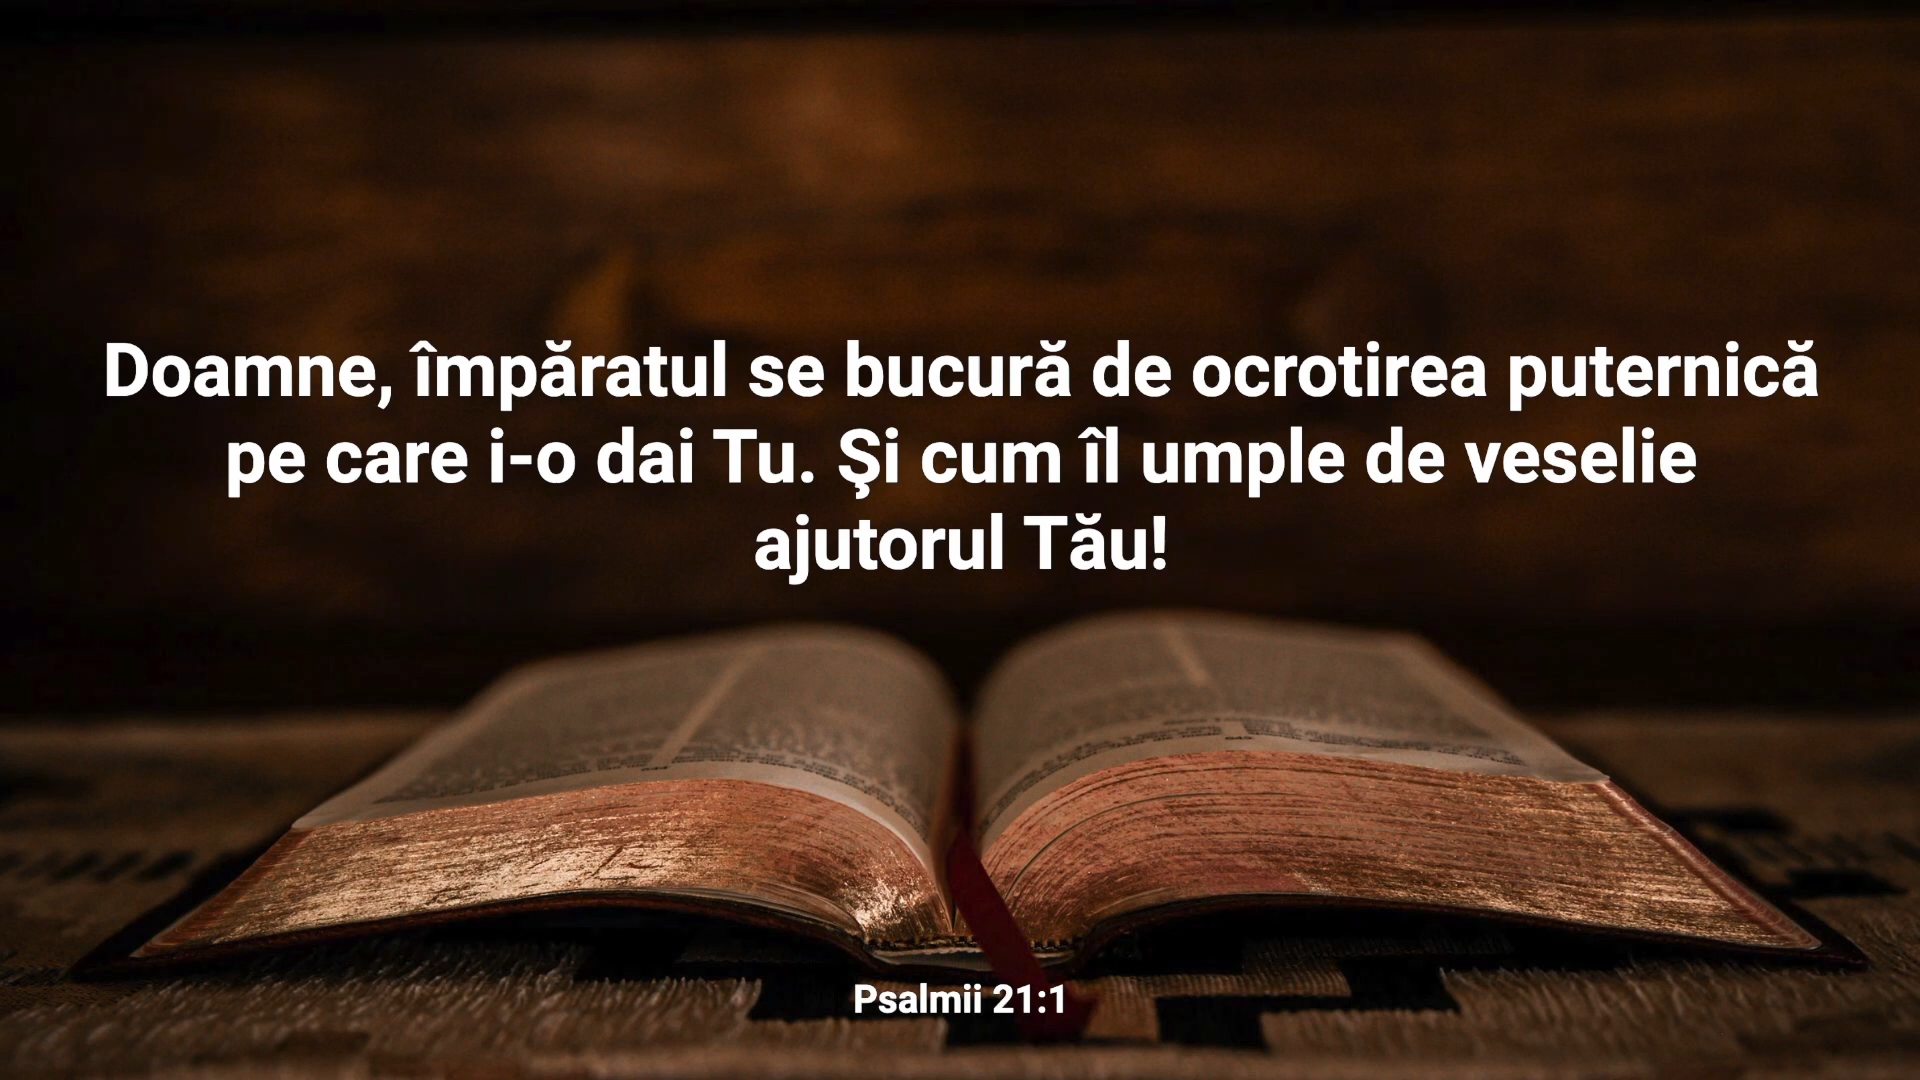 Doamne, împăratul se bucură de ocrotirea puternică
pe care i-o dai Tu. Şi cum îl umple de veselie
ajutorul Tău!
Psalmii 21:1